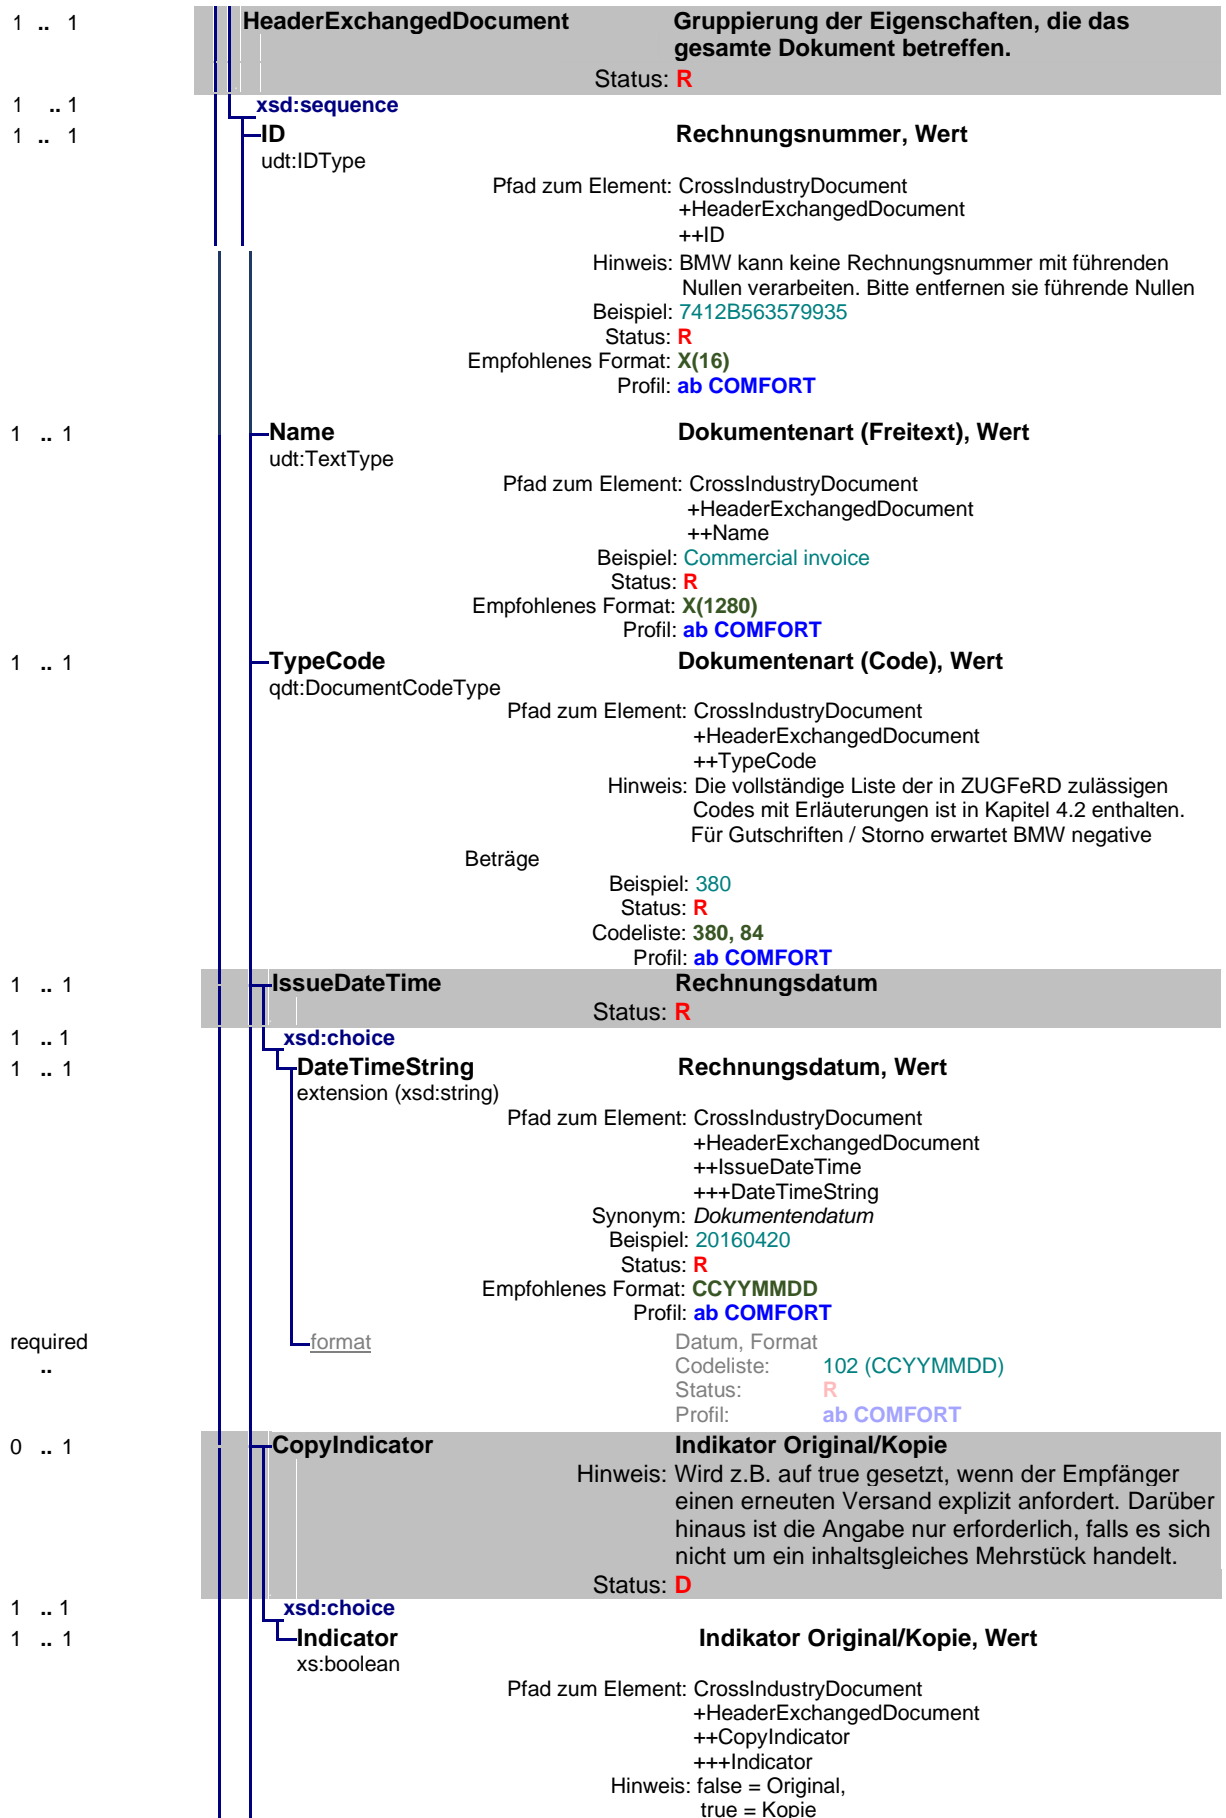 1 .. 1 HeaderExchangedDocument Gruppierung der Eigenschaften, die das
gesamte Dokument betreffen.
Status: R
1 .. 1 xsd:sequence
1 .. 1 ID Rechnungsnummer, Wert
udt:IDType
Pfad zum Element: CrossIndustryDocument
+HeaderExchangedDocument
++ID
Hinweis: BMW kann keine Rechnungsnummer mit führenden
Nullen verarbeiten. Bitte entfernen sie führende Nullen
Beispiel: 7412B563579935
Status: R
Empfohlenes Format: X(16)
Profil: ab COMFORT
1 .. 1 Name Dokumentenart (Freitext), Wert
udt:TextType
Pfad zum Element: CrossIndustryDocument
+HeaderExchangedDocument
++Name
Beispiel: Commercial invoice
Status: R
Empfohlenes Format: X(1280)
Profil: ab COMFORT
1 .. 1 TypeCode Dokumentenart (Code), Wert
qdt:DocumentCodeType
Pfad zum Element: CrossIndustryDocument
+HeaderExchangedDocument
++TypeCode
Hinweis: Die vollständige Liste der in ZUGFeRD zulässigen
Codes mit Erläuterungen ist in Kapitel 4.2 enthalten.
Für Gutschriften / Storno erwartet BMW negative
Beträge
Beispiel: 380
Status: R
Codeliste: 380, 84
Profil: ab COMFORT
1 .. 1 IssueDateTime Rechnungsdatum
Status: R
1 .. 1 xsd:choice
1 .. 1 DateTimeString Rechnungsdatum, Wert
extension (xsd:string)
Pfad zum Element: CrossIndustryDocument
+HeaderExchangedDocument
++IssueDateTime
+++DateTimeString
Synonym: Dokumentendatum
Beispiel: 20160420
Status: R
Empfohlenes Format: CCYYMMDD
Profil: ab COMFORT
required format Datum, Format
.. Codeliste: 102 (CCYYMMDD)
Status: R
Profil: ab COMFORT
0 .. 1 CopyIndicator Indikator Original/Kopie
Hinweis: Wird z.B. auf true gesetzt, wenn der Empfänger
einen erneuten Versand explizit anfordert. Darüber
hinaus ist die Angabe nur erforderlich, falls es sich
nicht um ein inhaltsgleiches Mehrstück handelt.
Status: D
1 .. 1 xsd:choice
1 .. 1 Indicator Indikator Original/Kopie, Wert
xs:boolean
Pfad zum Element: CrossIndustryDocument
+HeaderExchangedDocument
++CopyIndicator
+++Indicator
Hinweis: false = Original,
true = Kopie